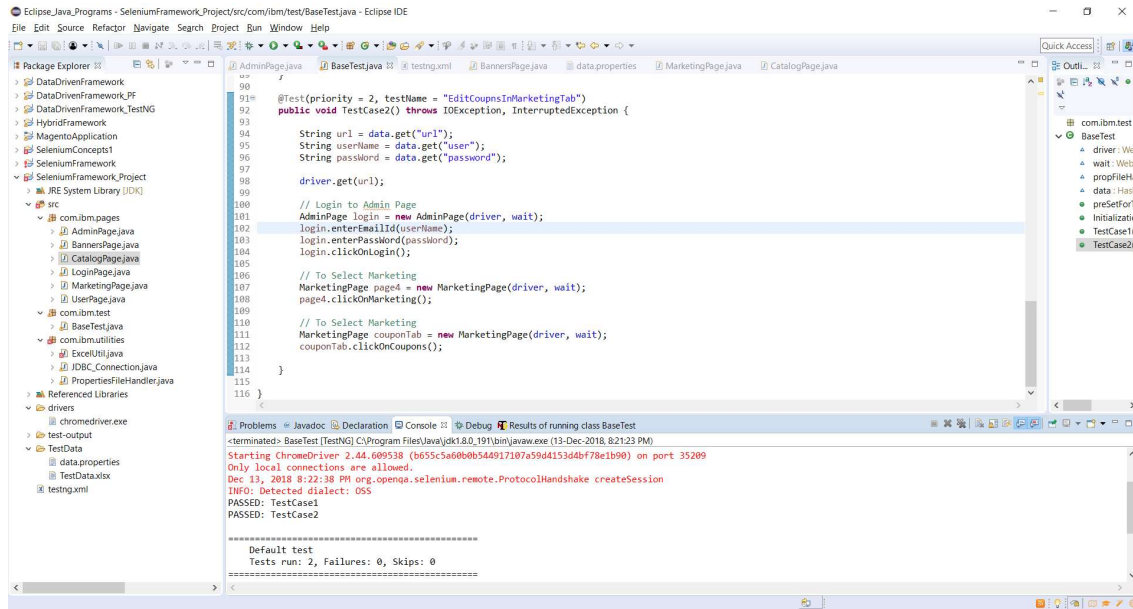 Eclipse_Java_Programs - SeleniumFramework_Project/src/com/ibm/test/BaseTest.java - Eclipse IDE
File Edit Source Refactor Navigate Search Project Run Window Help
Quick Access
Package Explorer
DataDrivenFramework
DataDrivenFramework_PF
DataDrivenFramework_TestNG
HybridFramework
MagentoApplication
SeleniumConcepts1
SeleniumFramework
SeleniumFramework_Project
JRE System Library [JDK]
src
com.ibm.pages
AdminPage.java
BannersPage.java
CatalogPage.java
LoginPage.java
MarketingPage.java
UserPage.java
com.ibm.test
BaseTest.java
com.ibm.utilities
ExcelUtil.java
JDBC_Connection.java
PropertiesFileHandler.java
Referenced Libraries
drivers
chromedriver.exe
test-output
TestData
data.properties
TestData.xlsx
testng.xml
AdminPage.java BaseTest.java testng.xml BannersPage.java data.properties MarketingPage.java CatalogPage.java
89 }
90
91 @Test(priority = 2, testName = "EditCoupnsInMarketingTab")
92 public void TestCase2() throws IOException, InterruptedException {
93
94 String url = data.get("url");
95 String userName = data.get("user");
96 String passWord = data.get("password");
97
98 driver.get(url);
99
100 // Login to Admin Page
101 AdminPage login = new AdminPage(driver, wait);
102 login.enterEmailId(userName);
103 login.enterPassWord(passWord);
104 login.clickOnLogin();
105
106 // To Select Marketing
107 MarketingPage page4 = new MarketingPage(driver, wait);
108 page4.clickOnMarketing();
109
110 // To Select Marketing
111 MarketingPage couponTab = new MarketingPage(driver, wait);
112 couponTab.clickOnCoupons();
113
114 }
115
116 }
Outli...
com.ibm.test
BaseTest
driver : We
wait : Web
propFileH
data : Has
preSetForT
Initializati
TestCase1(
TestCase2(
Problems Javadoc Declaration Console Debug Results of running class BaseTest
<terminated> BaseTest [TestNG] C:\Program Files\Java\jdk1.8.0_191\bin\javaw.exe (13-Dec-2018, 8:21:23 PM)
Starting ChromeDriver 2.44.609538 (b655c5a60b0b544917107a59d4153d4bf78e1b90) on port 35209
Only local connections are allowed.
Dec 13, 2018 8:22:38 PM org.openqa.selenium.remote.ProtocolHandshake createSession
INFO: Detected dialect: OSS
PASSED: TestCase1
PASSED: TestCase2
===============================================
Default test
Tests run: 2, Failures: 0, Skips: 0
===============================================